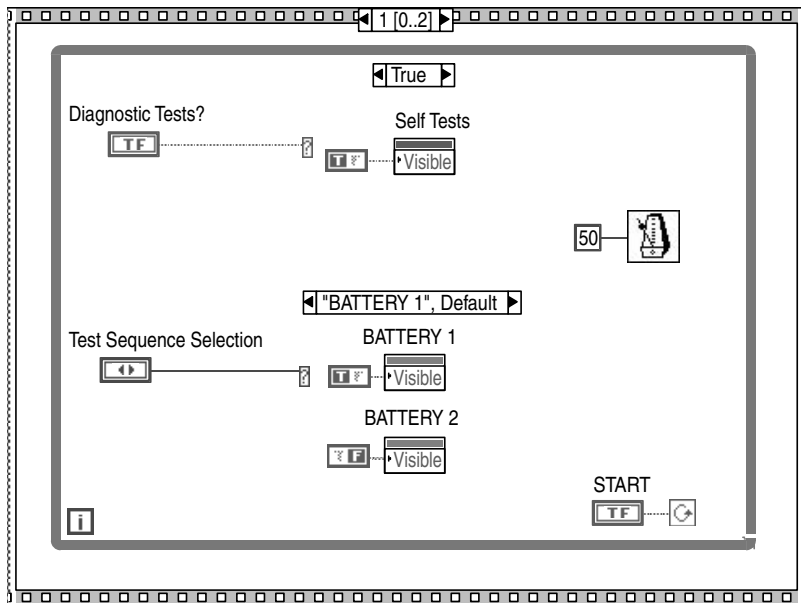 1 [0..2]
True
Diagnostic Tests?
Self Tests
TF
?
T
Visible
50
"BATTERY 1", Default
Test Sequence Selection
BATTERY 1
?
T
Visible
BATTERY 2
F
Visible
START
i
TF